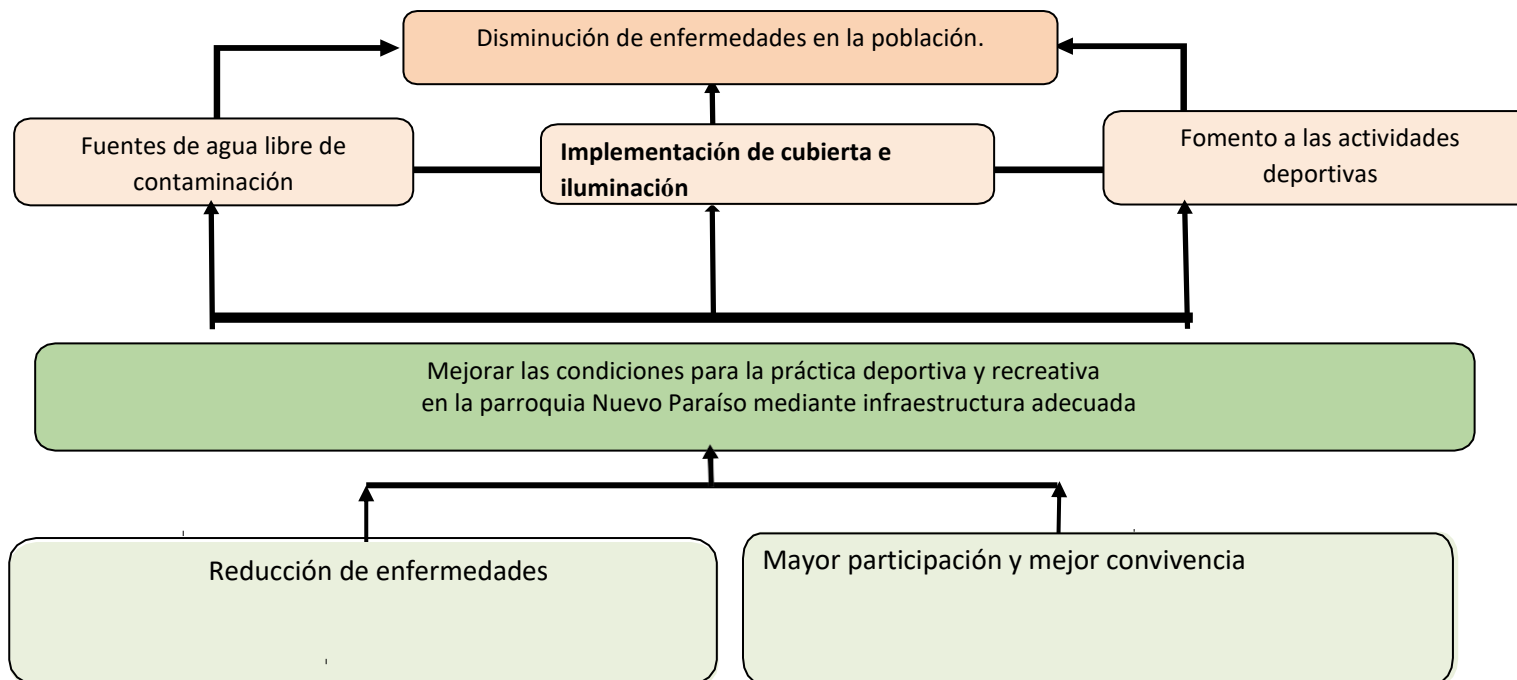 Disminución de enfermedades en la población.
Fuentes de agua libre de
contaminación
Implementación de cubierta e
iluminación
Fomento a las actividades
deportivas
Mejorar las condiciones para la práctica deportiva y recreativa
en la parroquia Nuevo Paraíso mediante infraestructura adecuada
Reducción de enfermedades
Mayor participación y mejor convivencia